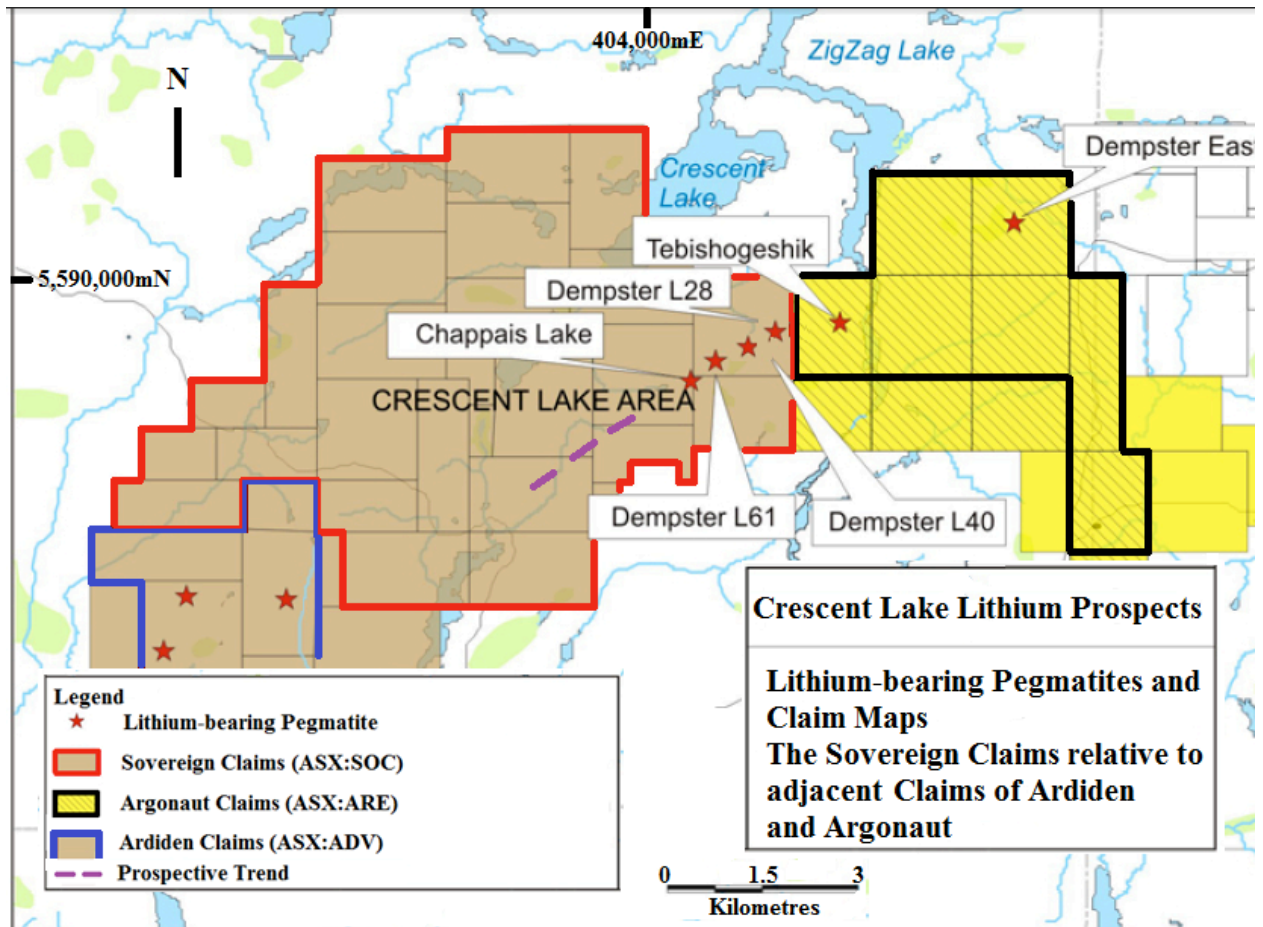 404,000mE
ZigZag Lake
N
Dempster East
Crescent
Lake
Tebishogeshik
5,590,000mN
Dempster L28
Chappais Lake
CRESCENT LAKE AREA
Dempster L61
Dempster L40
Crescent Lake Lithium Prospects
Lithium-bearing Pegmatites and
Claim Maps
The Sovereign Claims relative to
adjacent Claims of Ardiden
and Argonaut
Legend
Lithium-bearing Pegmatite
Sovereign Claims (ASX:SOC)
Argonaut Claims (ASX:ARE)
Ardiden Claims (ASX:ADV)
Prospective Trend
0 1.5 3
Kilometres